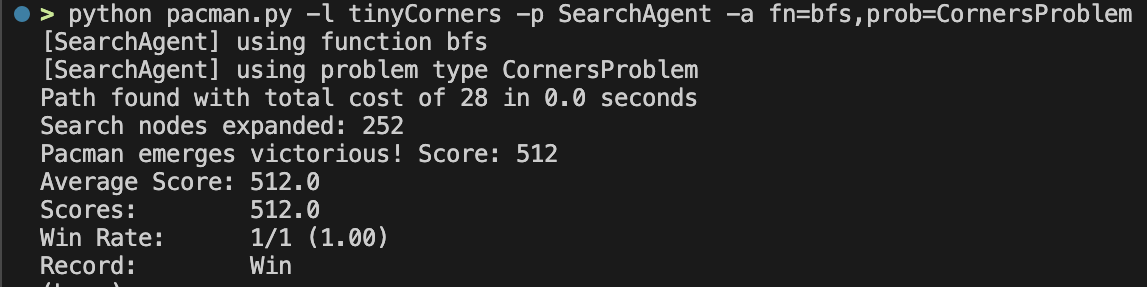 > python pacman.py -l tinyCorners -p SearchAgent -a fn=bfs,prob=CornersProblem
[SearchAgent] using function bfs
[SearchAgent] using problem type CornersProblem
Path found with total cost of 28 in 0.0 seconds
Search nodes expanded: 252
Pacman emerges victorious! Score: 512
Average Score: 512.0
Scores:        512.0
Win Rate:      1/1 (1.00)
Record:        Win